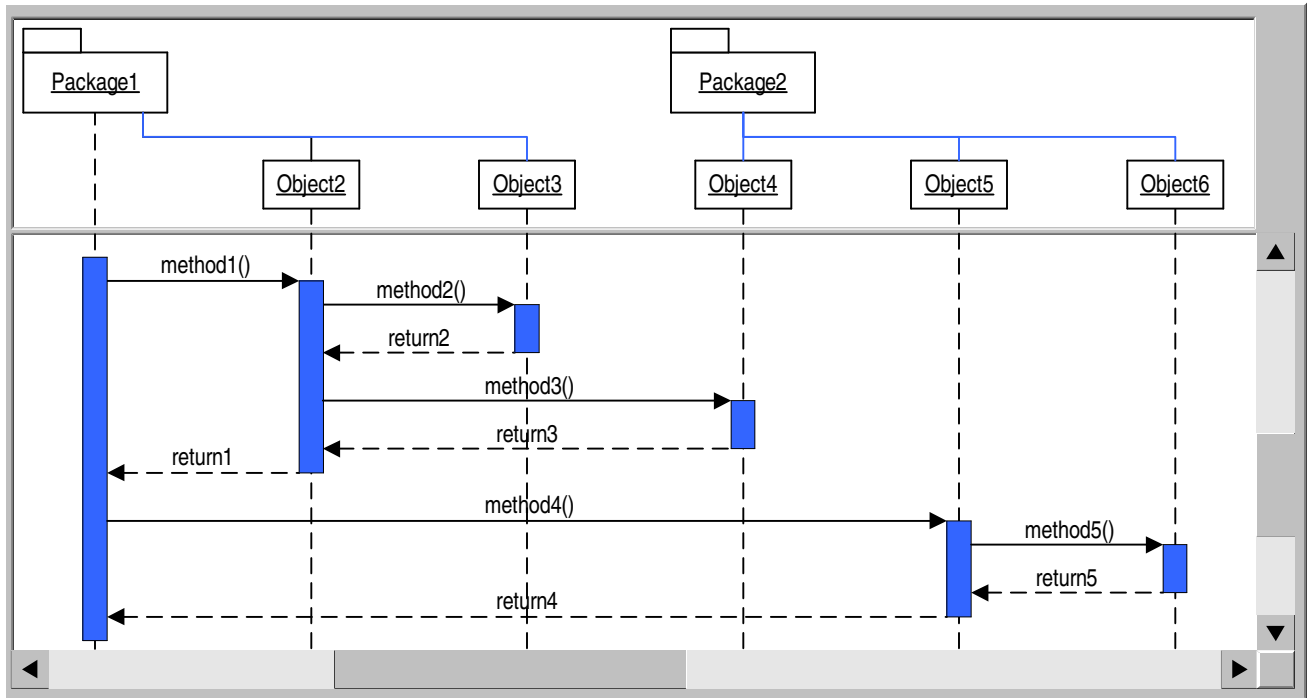 Package1
Package2
Object2
Object3
Object4
Object5
Object6
method1()
method2()
return2
method3()
return3
return1
method4()
method5()
return5
return4